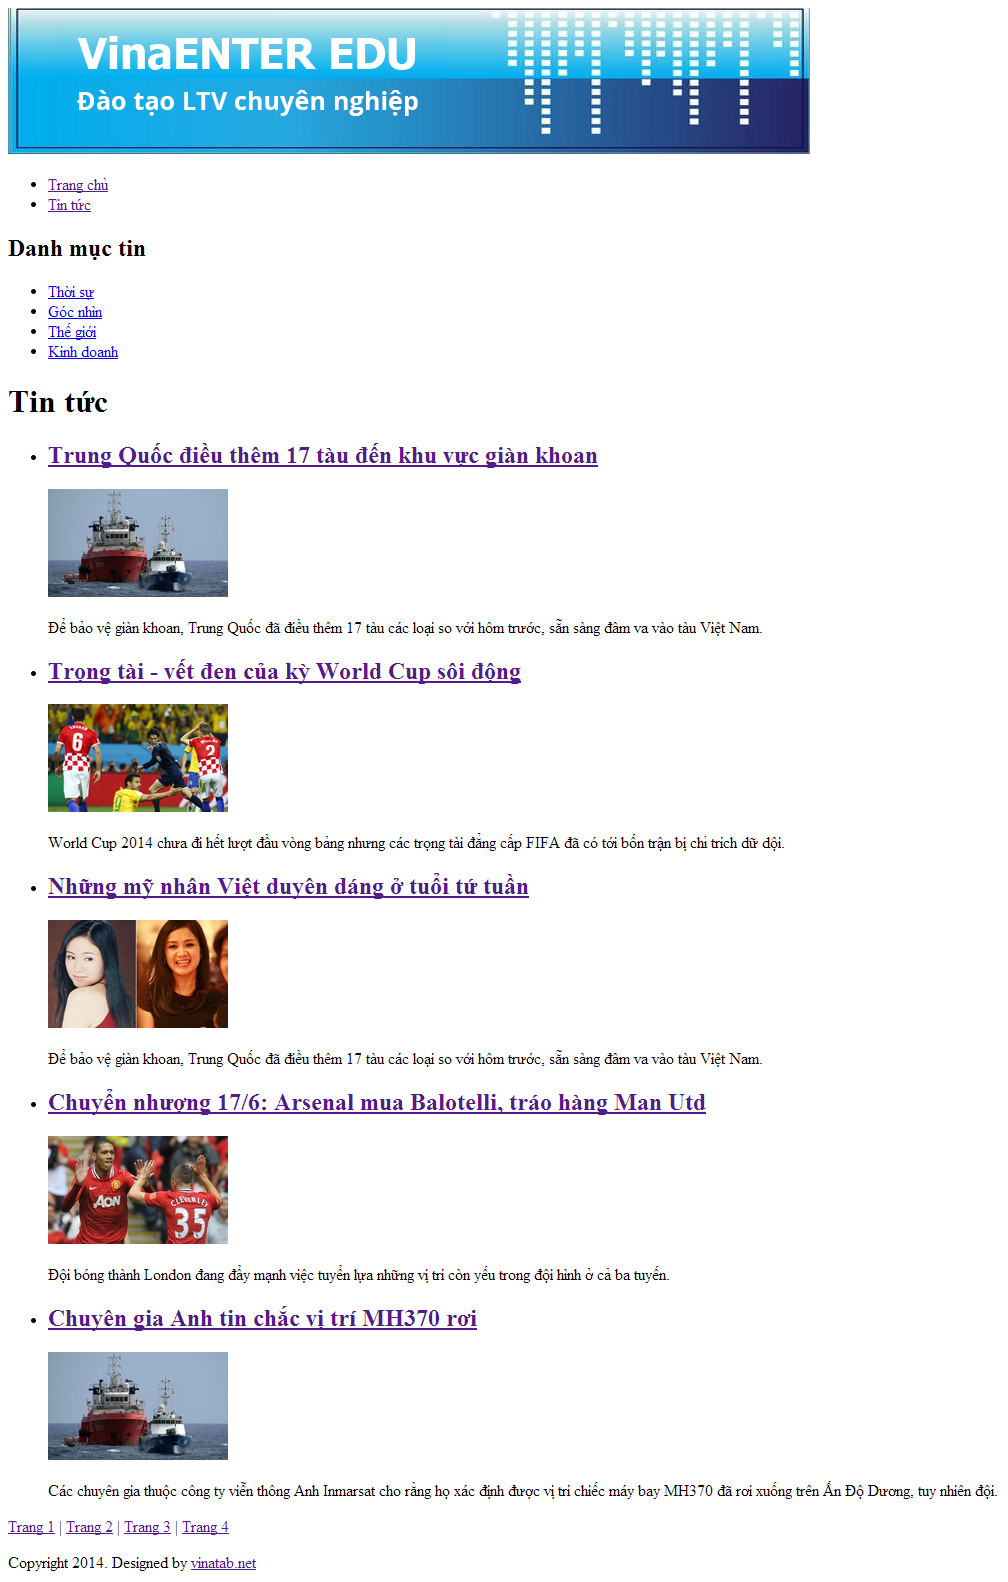 VinaENTER EDU
Đào tạo LTV chuyên nghiệp
Trang chủ
Tin tức
Danh mục tin
Thời sự
Góc nhìn
Thế giới
Kinh doanh
Tin tức
Trung Quốc điều thêm 17 tàu đến khu vực giàn khoan
Để bảo vệ giàn khoan, Trung Quốc đã điều thêm 17 tàu các loại so với hôm trước, sẵn sàng đâm va vào tàu Việt Nam.
Trọng tài - vết đen của kỳ World Cup sôi động
6
2
9
World Cup 2014 chưa đi hết lượt đầu vòng bảng nhưng các trọng tài đẳng cấp FIFA đã có tới bốn trận bị chỉ trích dữ dội.
Những mỹ nhân Việt duyên dáng ở tuổi tứ tuần
Để bảo vệ giàn khoan, Trung Quốc đã điều thêm 17 tàu các loại so với hôm trước, sẵn sàng đâm va vào tàu Việt Nam.
Chuyển nhượng 17/6: Arsenal mua Balotelli, tráo hàng Man Utd
AON
CLEVERLEY
35
Đội bóng thành London đang đẩy mạnh việc tuyển lựa những vị trí còn yếu trong đội hình ở cả ba tuyến.
Chuyên gia Anh tin chắc vị trí MH370 rơi
Các chuyên gia thuộc công ty viễn thông Anh Inmarsat cho rằng họ xác định được vị trí chiếc máy bay MH370 đã rơi xuống trên Ấn Độ Dương, tuy nhiên đội.
Trang 1 | Trang 2 | Trang 3 | Trang 4
Copyright 2014. Designed by vinatab.net